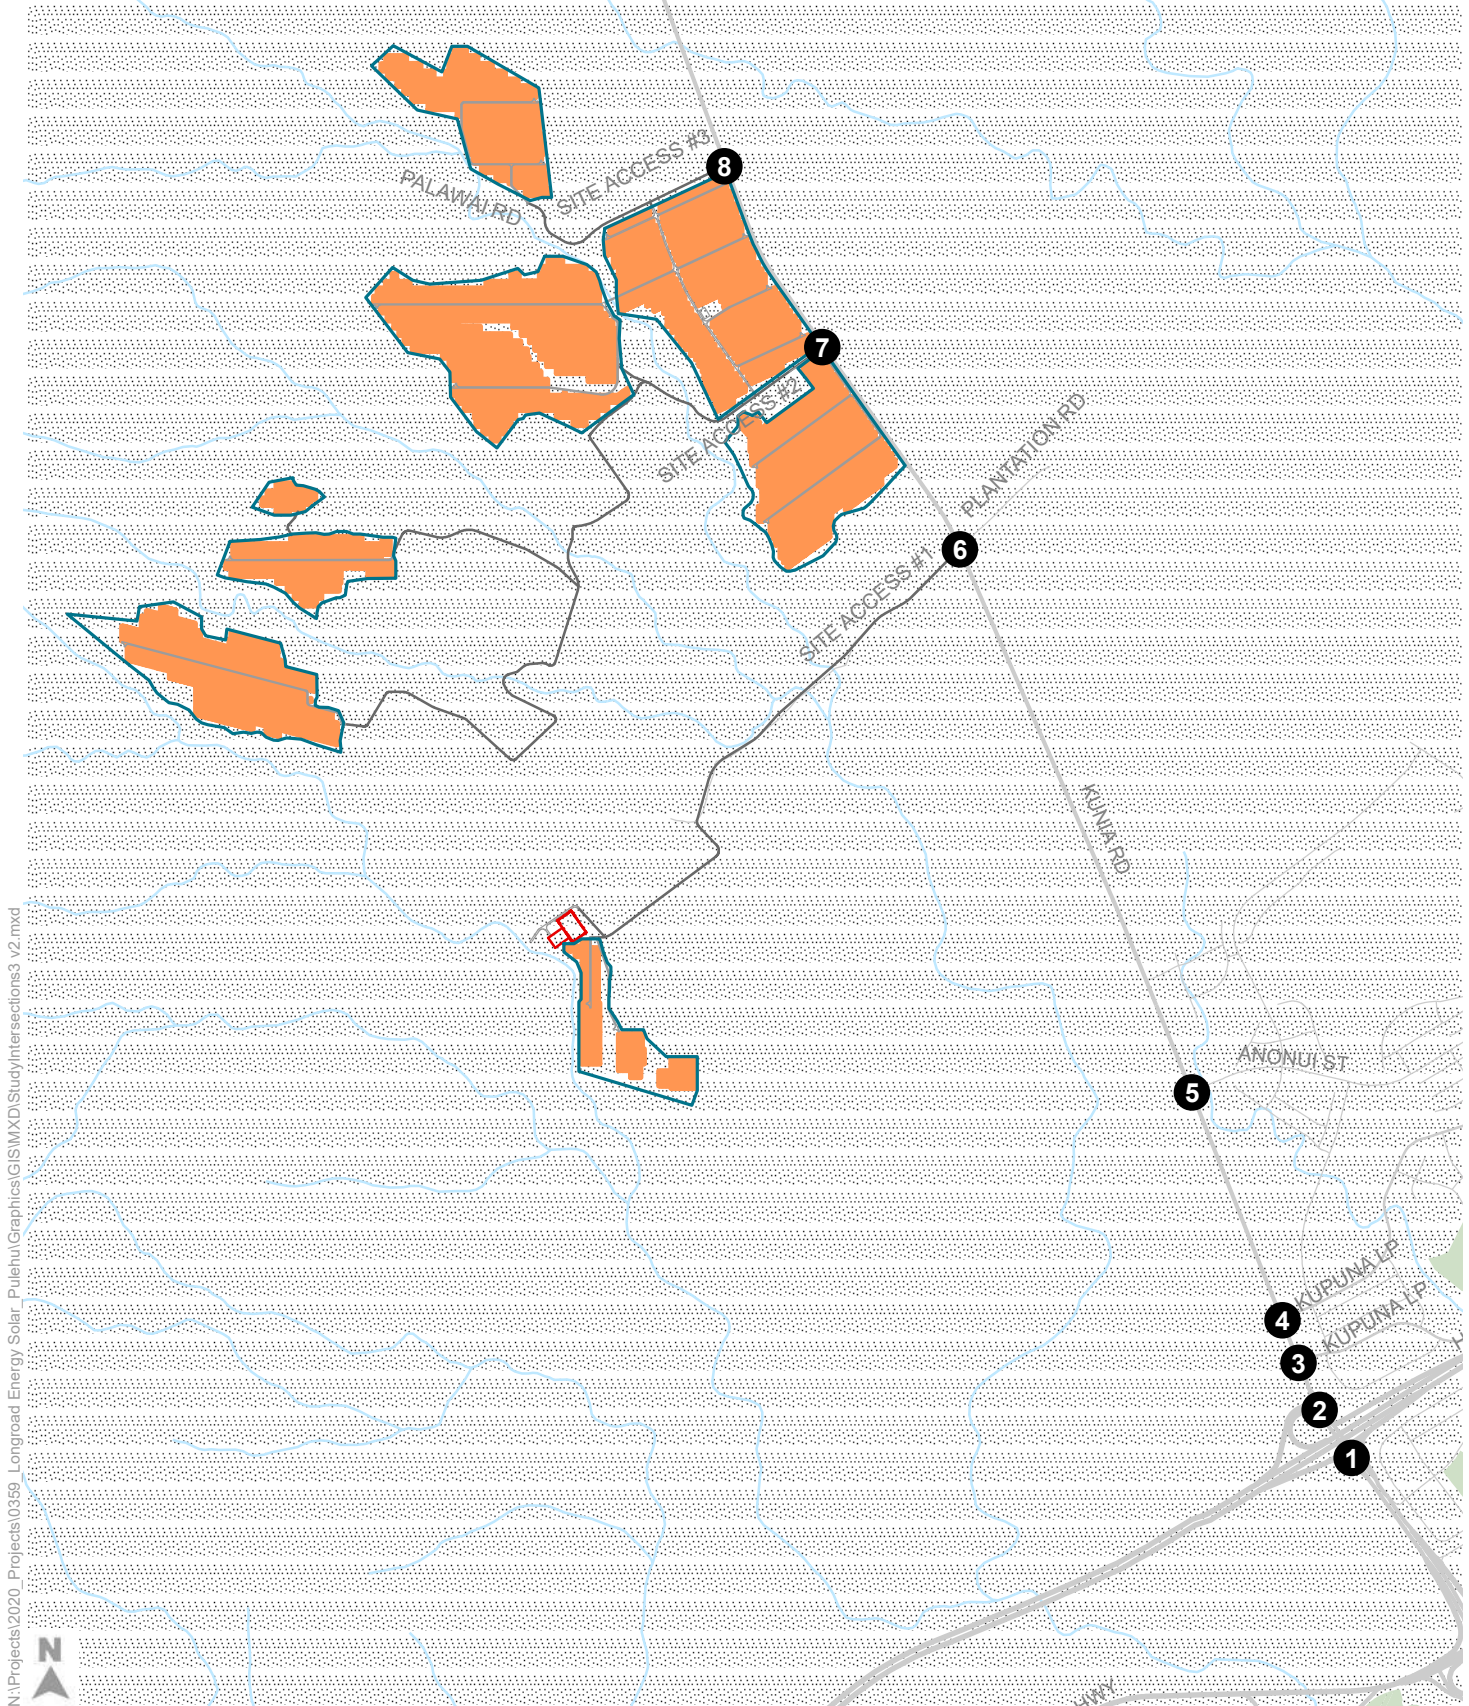 SITE ACCESS #3
8
PALAWAI RD
7
SITE ACCESS #2
PLANTATION RD
6
SITE ACCESS #1
KUNIA RD
ANONUI ST
5
KUPUNA LP
4
KUPUNA LP
3
2
1
HWY
N
N:\Projects\2020_Projects\0359_Longroad Energy Solar_Pulehu\Graphics\GIS\MXD\StudyIntersections3 v2.mxd